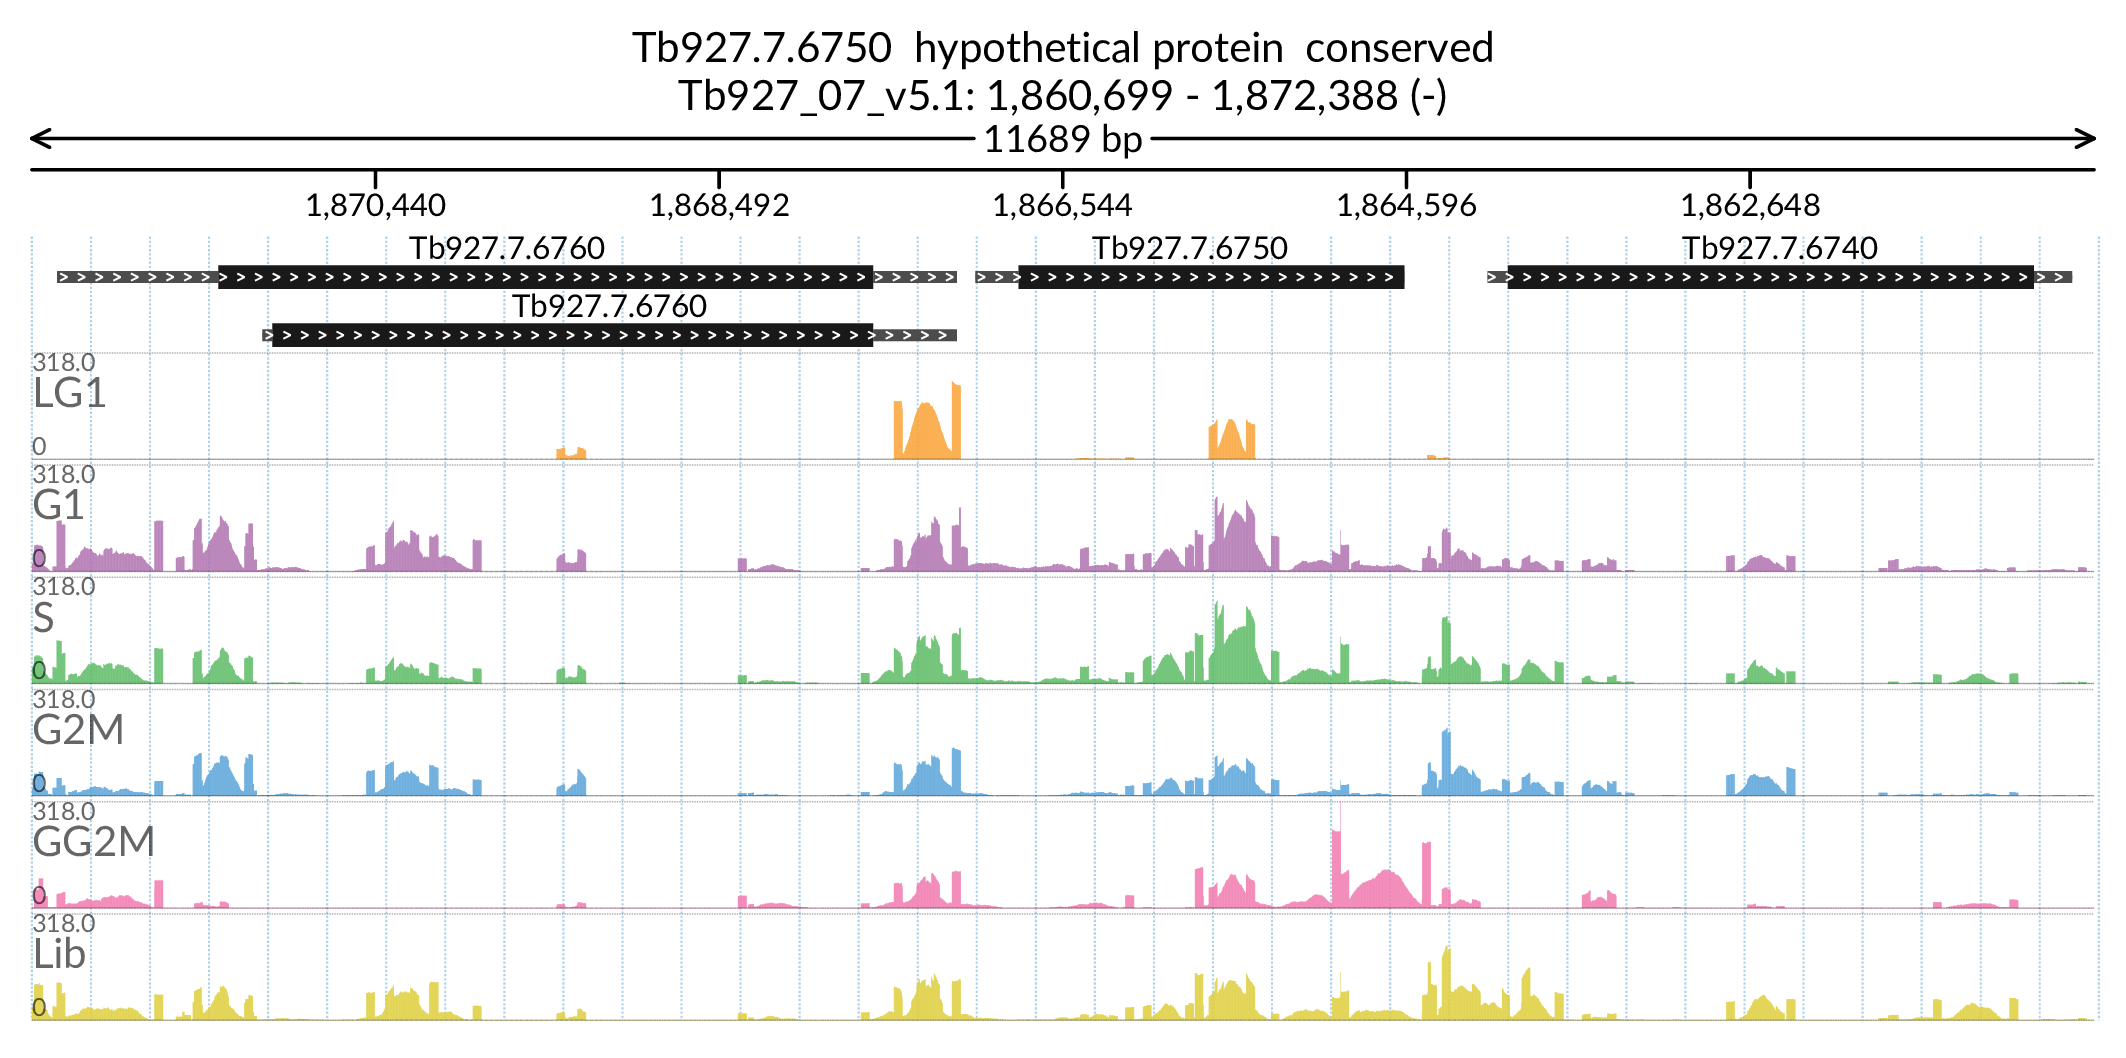 Tb927.7.6750  hypothetical protein  conserved
Tb927_07_v5.1: 1,860,699 - 1,872,388 (-)
11689 bp
1,870,440 1,868,492 1,866,544 1,864,596 1,862,648
Tb927.7.6760 Tb927.7.6750 Tb927.7.6740
Tb927.7.6760
318.0
LG1
0
318.0
G1
0
318.0
S
0
318.0
G2M
0
318.0
GG2M
0
318.0
Lib
0